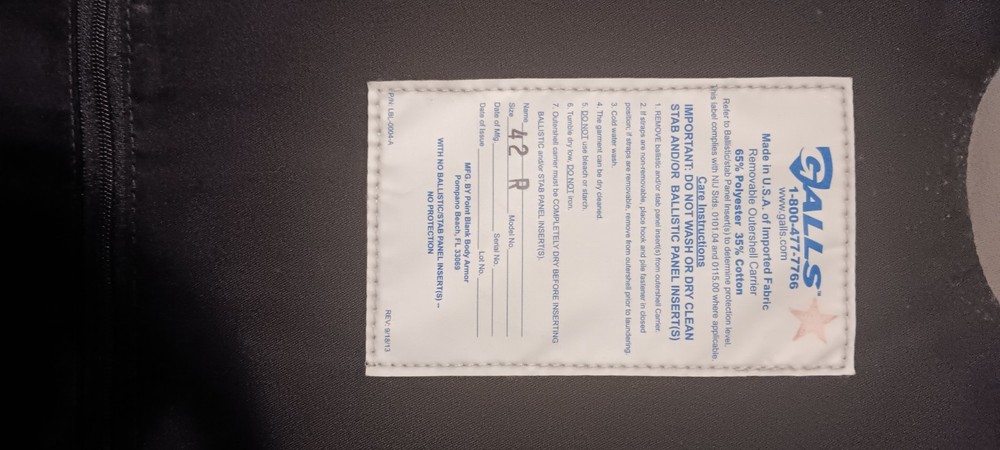 GALLS™
1-800-477-7766
www.galls.com
Made in U.S.A. of Imported Fabric
Removable Outershell Carrier
65% Polyester 35% Cotton
Refer to Ballistic/stab Panel Insert(s) to determine protection level.
This label complies with NIJ Stds. 0101.04 and 0115.00 where applicable.
IMPORTANT: DO NOT WASH OR DRY CLEAN
STAB AND/OR BALLISTIC PANEL INSERT(S)
Care Instructions
1. REMOVE ballistic and/or stab panel insert(s) from outershell Carrier.
2. If straps are non-removable, place hook and pile fastener in closed
position; if straps are removable, remove from outershell prior to laundering.
3. Cold water wash.
4. The garment can be dry cleaned.
5. DO NOT use bleach or starch.
6. Tumble dry low, DO NOT iron.
7. Outershell carrier must be COMPLETELY DRY BEFORE INSERTING
BALLISTIC and/or STAB PANEL INSERT(S).
Name
Size 42 R Model No.
Date of Mfg. Serial No.
Date of Issue Lot No.
MFG. BY Point Blank Body Armor
Pompano Beach, FL 33069
WITH NO BALLISTIC/STAB PANEL INSERT(S) –
NO PROTECTION
P/N: LBL-0004-A REV: 9/18/13